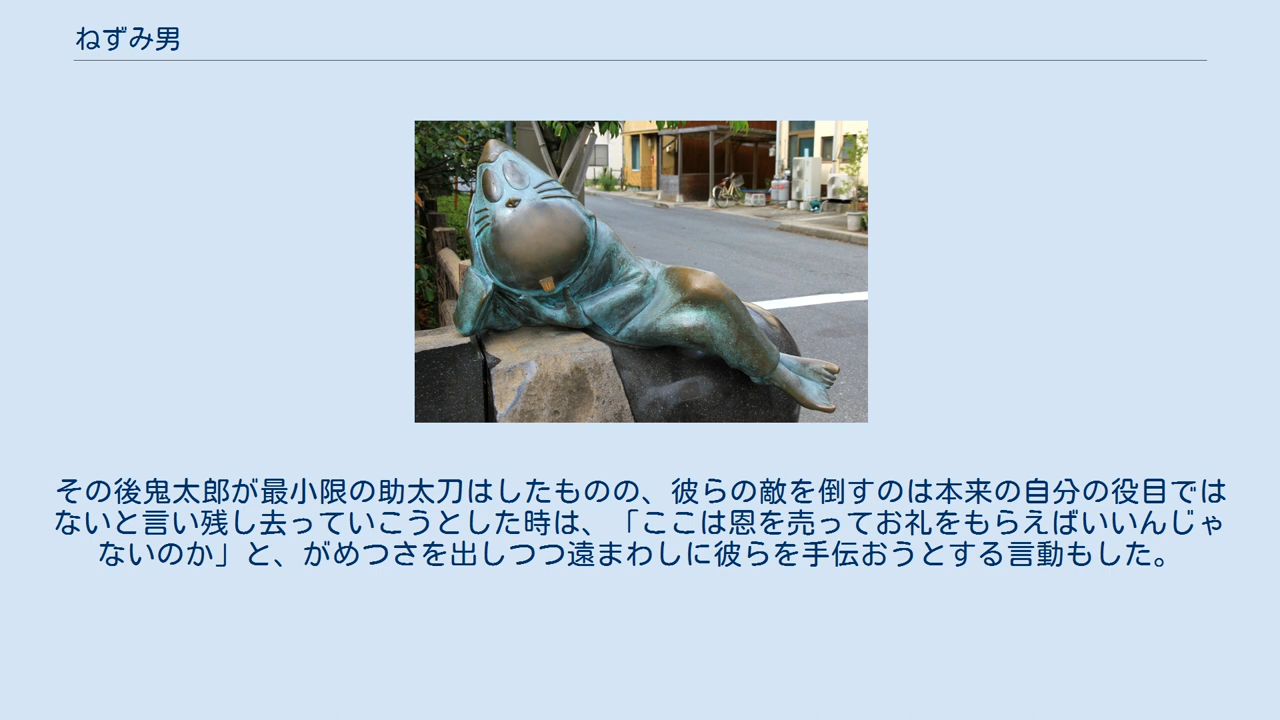 ねずみ男
その後鬼太郎が最小限の助太刀はしたものの、彼らの敵を倒すのは本来の自分の役目では
ないと言い残し去っていこうとした時は、「ここは恩を売ってお礼をもらえばいいんじゃ
ないのか」と、がめつさを出しつつ遠まわしに彼らを手伝おうとする言動もした。